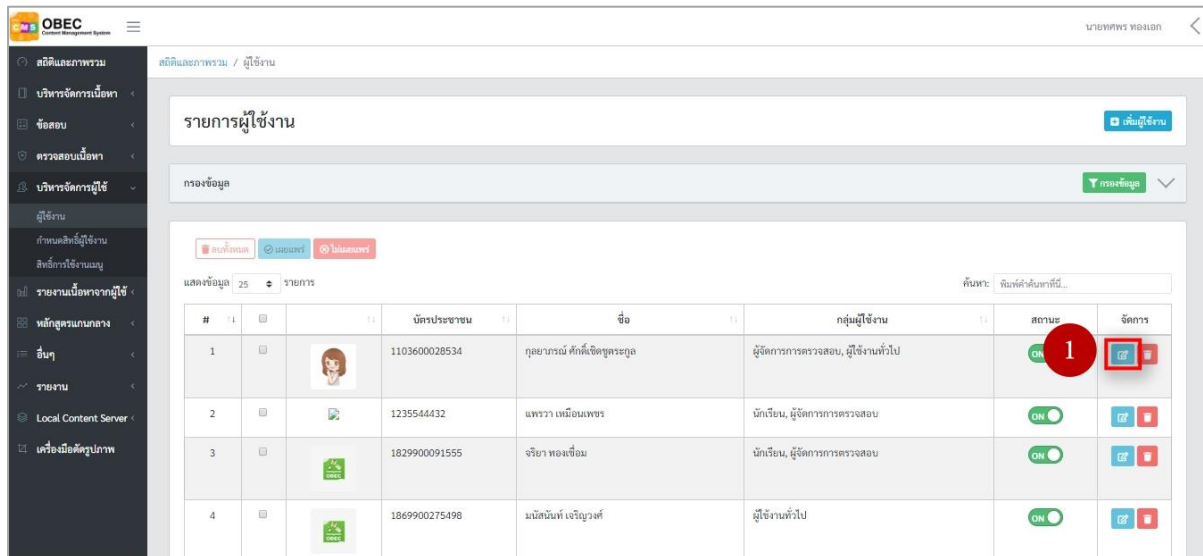 CMS OBEC
Content Management System
นายทศพร ทองเอก
สถิติและภาพรวม
บริหารจัดการเนื้อหา
ข้อสอบ
ตรวจสอบเนื้อหา
บริหารจัดการผู้ใช้
ผู้ใช้งาน
กำหนดสิทธิ์ผู้ใช้งาน
สิทธิ์การใช้งานเมนู
รายงานเนื้อหาจากผู้ใช้
หลักสูตรแกนกลาง
อื่นๆ
รายงาน
Local Content Server
เครื่องมือตัดรูปภาพ
สถิติและภาพรวม / ผู้ใช้งาน
รายการผู้ใช้งาน
เพิ่มผู้ใช้งาน
กรองข้อมูล
กรองข้อมูล
ลบทั้งหมด เผยแพร่ ไม่เผยแพร่
แสดงข้อมูล 25 รายการ
ค้นหา: พิมพ์คำค้นหาที่นี่...
# บัตรประชาชน ชื่อ กลุ่มผู้ใช้งาน สถานะ จัดการ
1 1103600028534 กุลยาภรณ์ ศักดิ์เชิดชูตระกูล ผู้จัดการการตรวจสอบ, ผู้ใช้งานทั่วไป ON 1
2 1235544432 แพรวา เหมือนเพชร นักเรียน, ผู้จัดการการตรวจสอบ ON
3 OBEC 1829900091555 จริยา ทองเชื่อม นักเรียน, ผู้จัดการการตรวจสอบ ON
4 OBEC 1869900275498 มนัสนันท์ เจริญวงศ์ ผู้ใช้งานทั่วไป ON